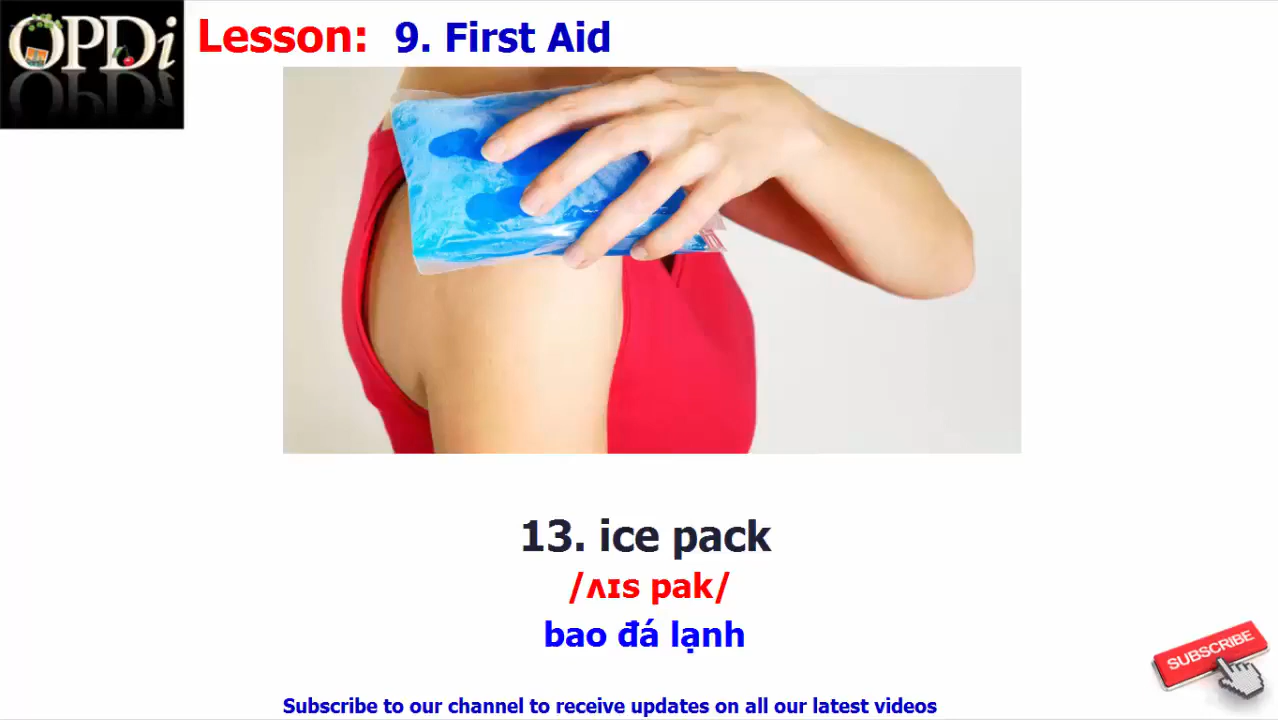 OPDi
Lesson: 9. First Aid
13. ice pack
/ʌɪs pak/
bao đá lạnh
SUBSCRIBE
Subscribe to our channel to receive updates on all our latest videos